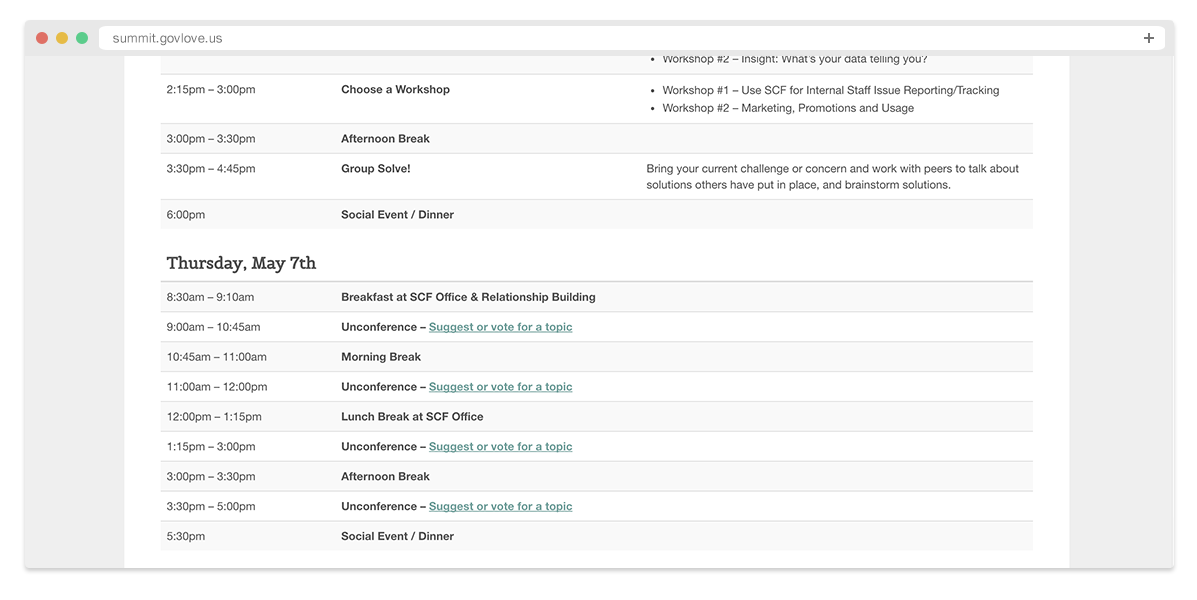 summit.govlove.us
• Workshop #2 – Insight: What's your data telling you?
2:15pm – 3:00pm Choose a Workshop • Workshop #1 – Use SCF for Internal Staff Issue Reporting/Tracking
• Workshop #2 – Marketing, Promotions and Usage
3:00pm – 3:30pm Afternoon Break
3:30pm – 4:45pm Group Solve! Bring your current challenge or concern and work with peers to talk about
solutions others have put in place, and brainstorm solutions.
6:00pm Social Event / Dinner
Thursday, May 7th
8:30am – 9:10am Breakfast at SCF Office & Relationship Building
9:00am – 10:45am Unconference – Suggest or vote for a topic
10:45am – 11:00am Morning Break
11:00am – 12:00pm Unconference – Suggest or vote for a topic
12:00pm – 1:15pm Lunch Break at SCF Office
1:15pm – 3:00pm Unconference – Suggest or vote for a topic
3:00pm – 3:30pm Afternoon Break
3:30pm – 5:00pm Unconference – Suggest or vote for a topic
5:30pm Social Event / Dinner